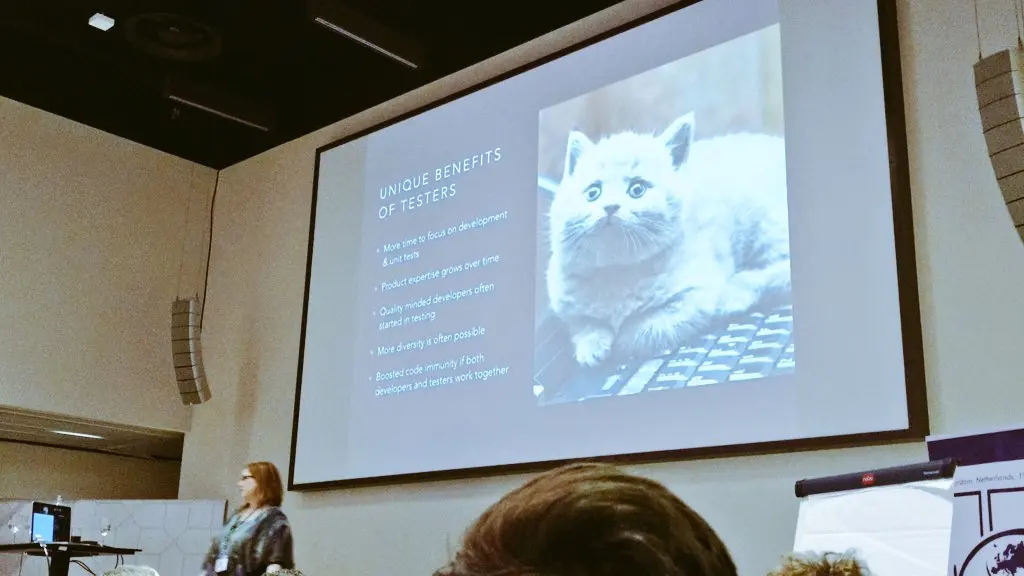 UNIQUE BENEFITS
OF TESTERS
More time to focus on development
& unit tests
Product expertise grows over time
Quality minded developers often
started in testing
More diversity is often possible
Boosted code immunity if both
developers and testers work together
nobo
Netherlands,